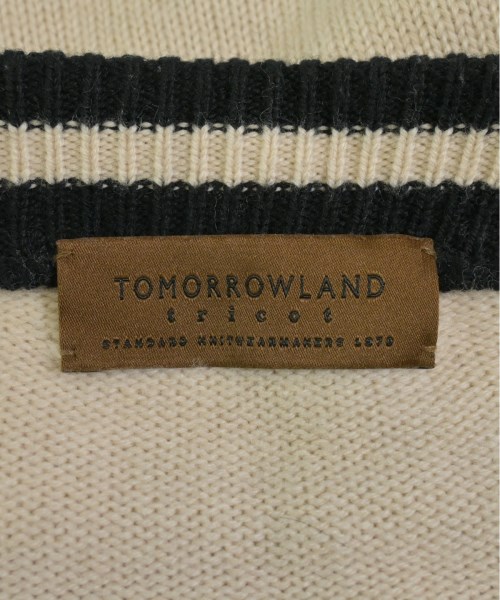 TOMORROWLAND
tricot
STANDARD KNITWEARMAKERS 1978